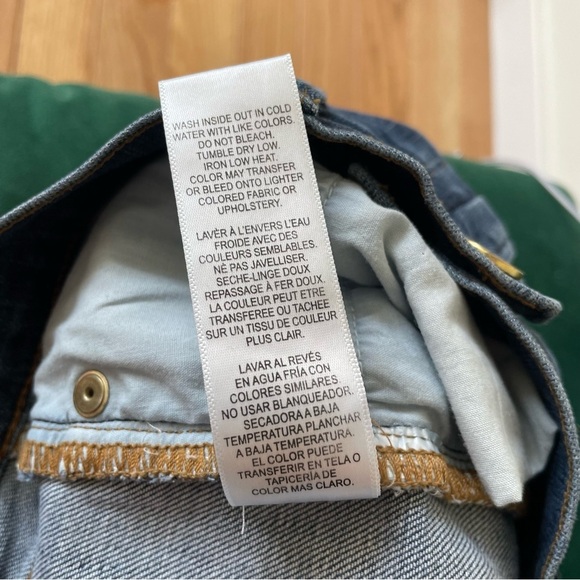 WASH INSIDE OUT IN COLD
WATER WITH LIKE COLORS.
DO NOT BLEACH.
TUMBLE DRY LOW.
IRON LOW HEAT.
COLOR MAY TRANSFER
OR BLEED ONTO LIGHTER
COLORED FABRIC OR
UPHOLSTERY.
LAVÈR À L'ENVERS L'EAU
FROIDE AVEC DES
COULEURS SEMBLABLES.
NÈ PAS JAVELLISER.
SECHE-LINGE DOUX
REPASSAGE À FER DOUX.
LA COULEUR PEUT ETRE
TRANSFEREE OU TACHEE
SUR UN TISSU DE COULEUR
PLUS CLAIR.
LAVAR AL REVÈS
EN AGUA FRÍA CON
COLORES SIMILARES
NO USAR BLANQUEADOR.
SECADORA A BAJA
TEMPERATURA PLANCHAR
A BAJA TEMPERATURA.
EL COLOR PUEDE
TRANSFERIR EN TELA O
TAPICERÍA DE
COLOR MAS CLARO.